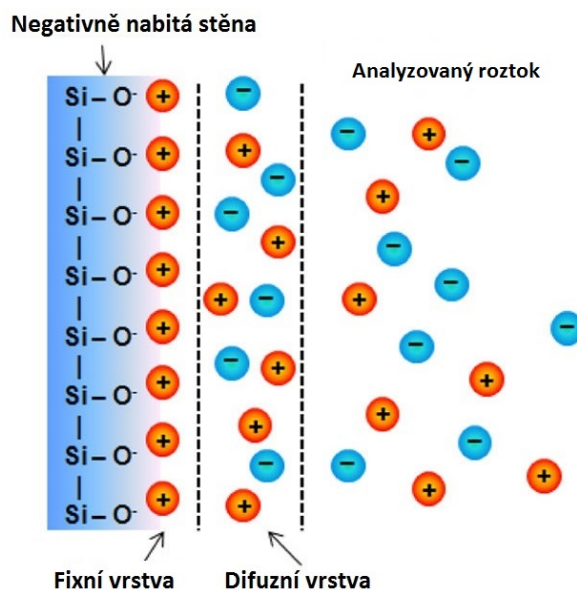 Negativně nabitá stěna
Analyzovaný roztok
Si – O-
Si – O-
Si – O-
Si – O-
Si – O-
Si – O-
Si – O-
Si – O-
Fixní vrstva
Difuzní vrstva